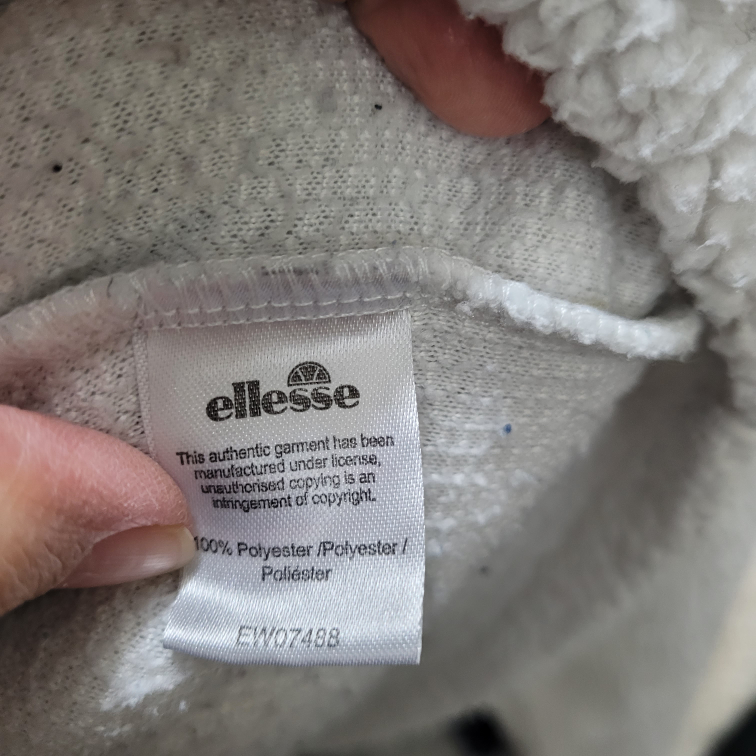 ellesse
This authentic garment has been
manufactured under license,
unauthorised copying is an
infringement of copyright.
100% Polyester /Polyester /
Poliéster
EW07488